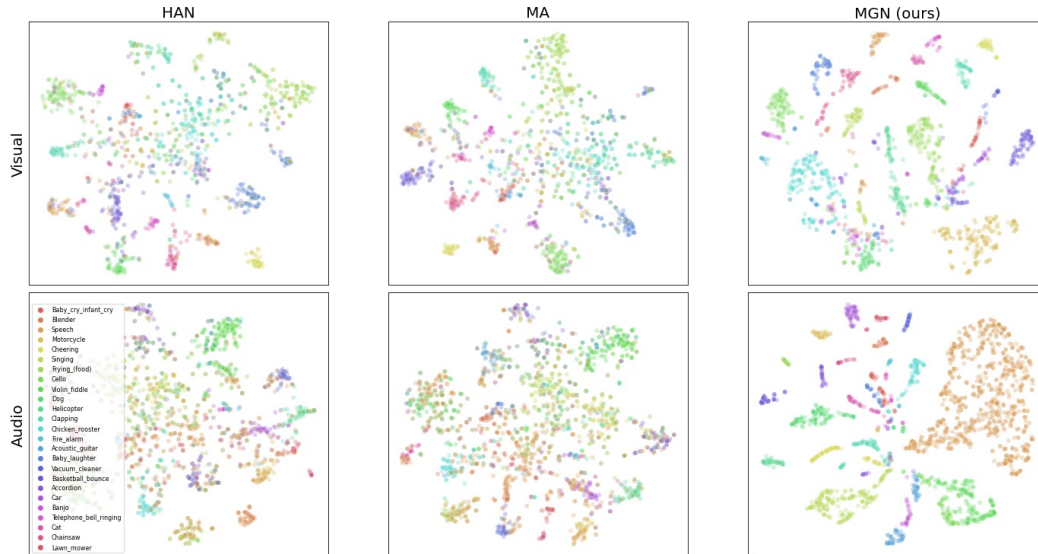 HAN
MA
MGN (ours)
Visual
Audio
Baby_cry_infant_cry
Blender
Speech
Motorcycle
Cheering
Singing
Frying_(food)
Cello
Violin_fiddle
Dog
Helicopter
Clapping
Chicken_rooster
Fire_alarm
Acoustic_guitar
Baby_laughter
Vacuum_cleaner
Basketball_bounce
Accordion
Car
Banjo
Telephone_bell_ringing
Cat
Chainsaw
Lawn_mower